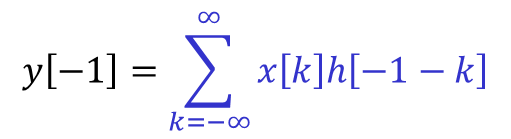 y[−1] = ∞∑k=−∞ x[k]h[−1 − k]